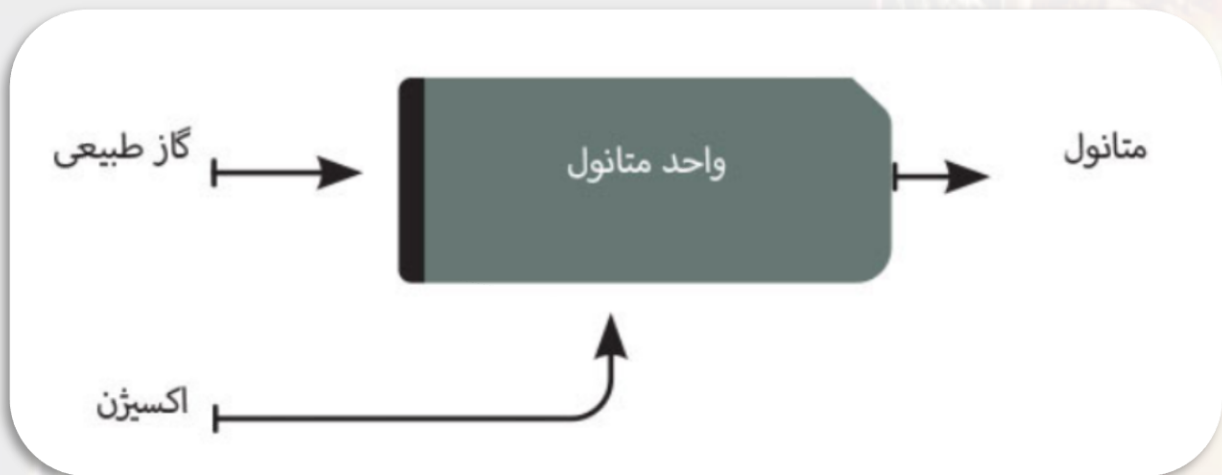 گاز طبیعی
واحد متانول
متانول
اکسیژن